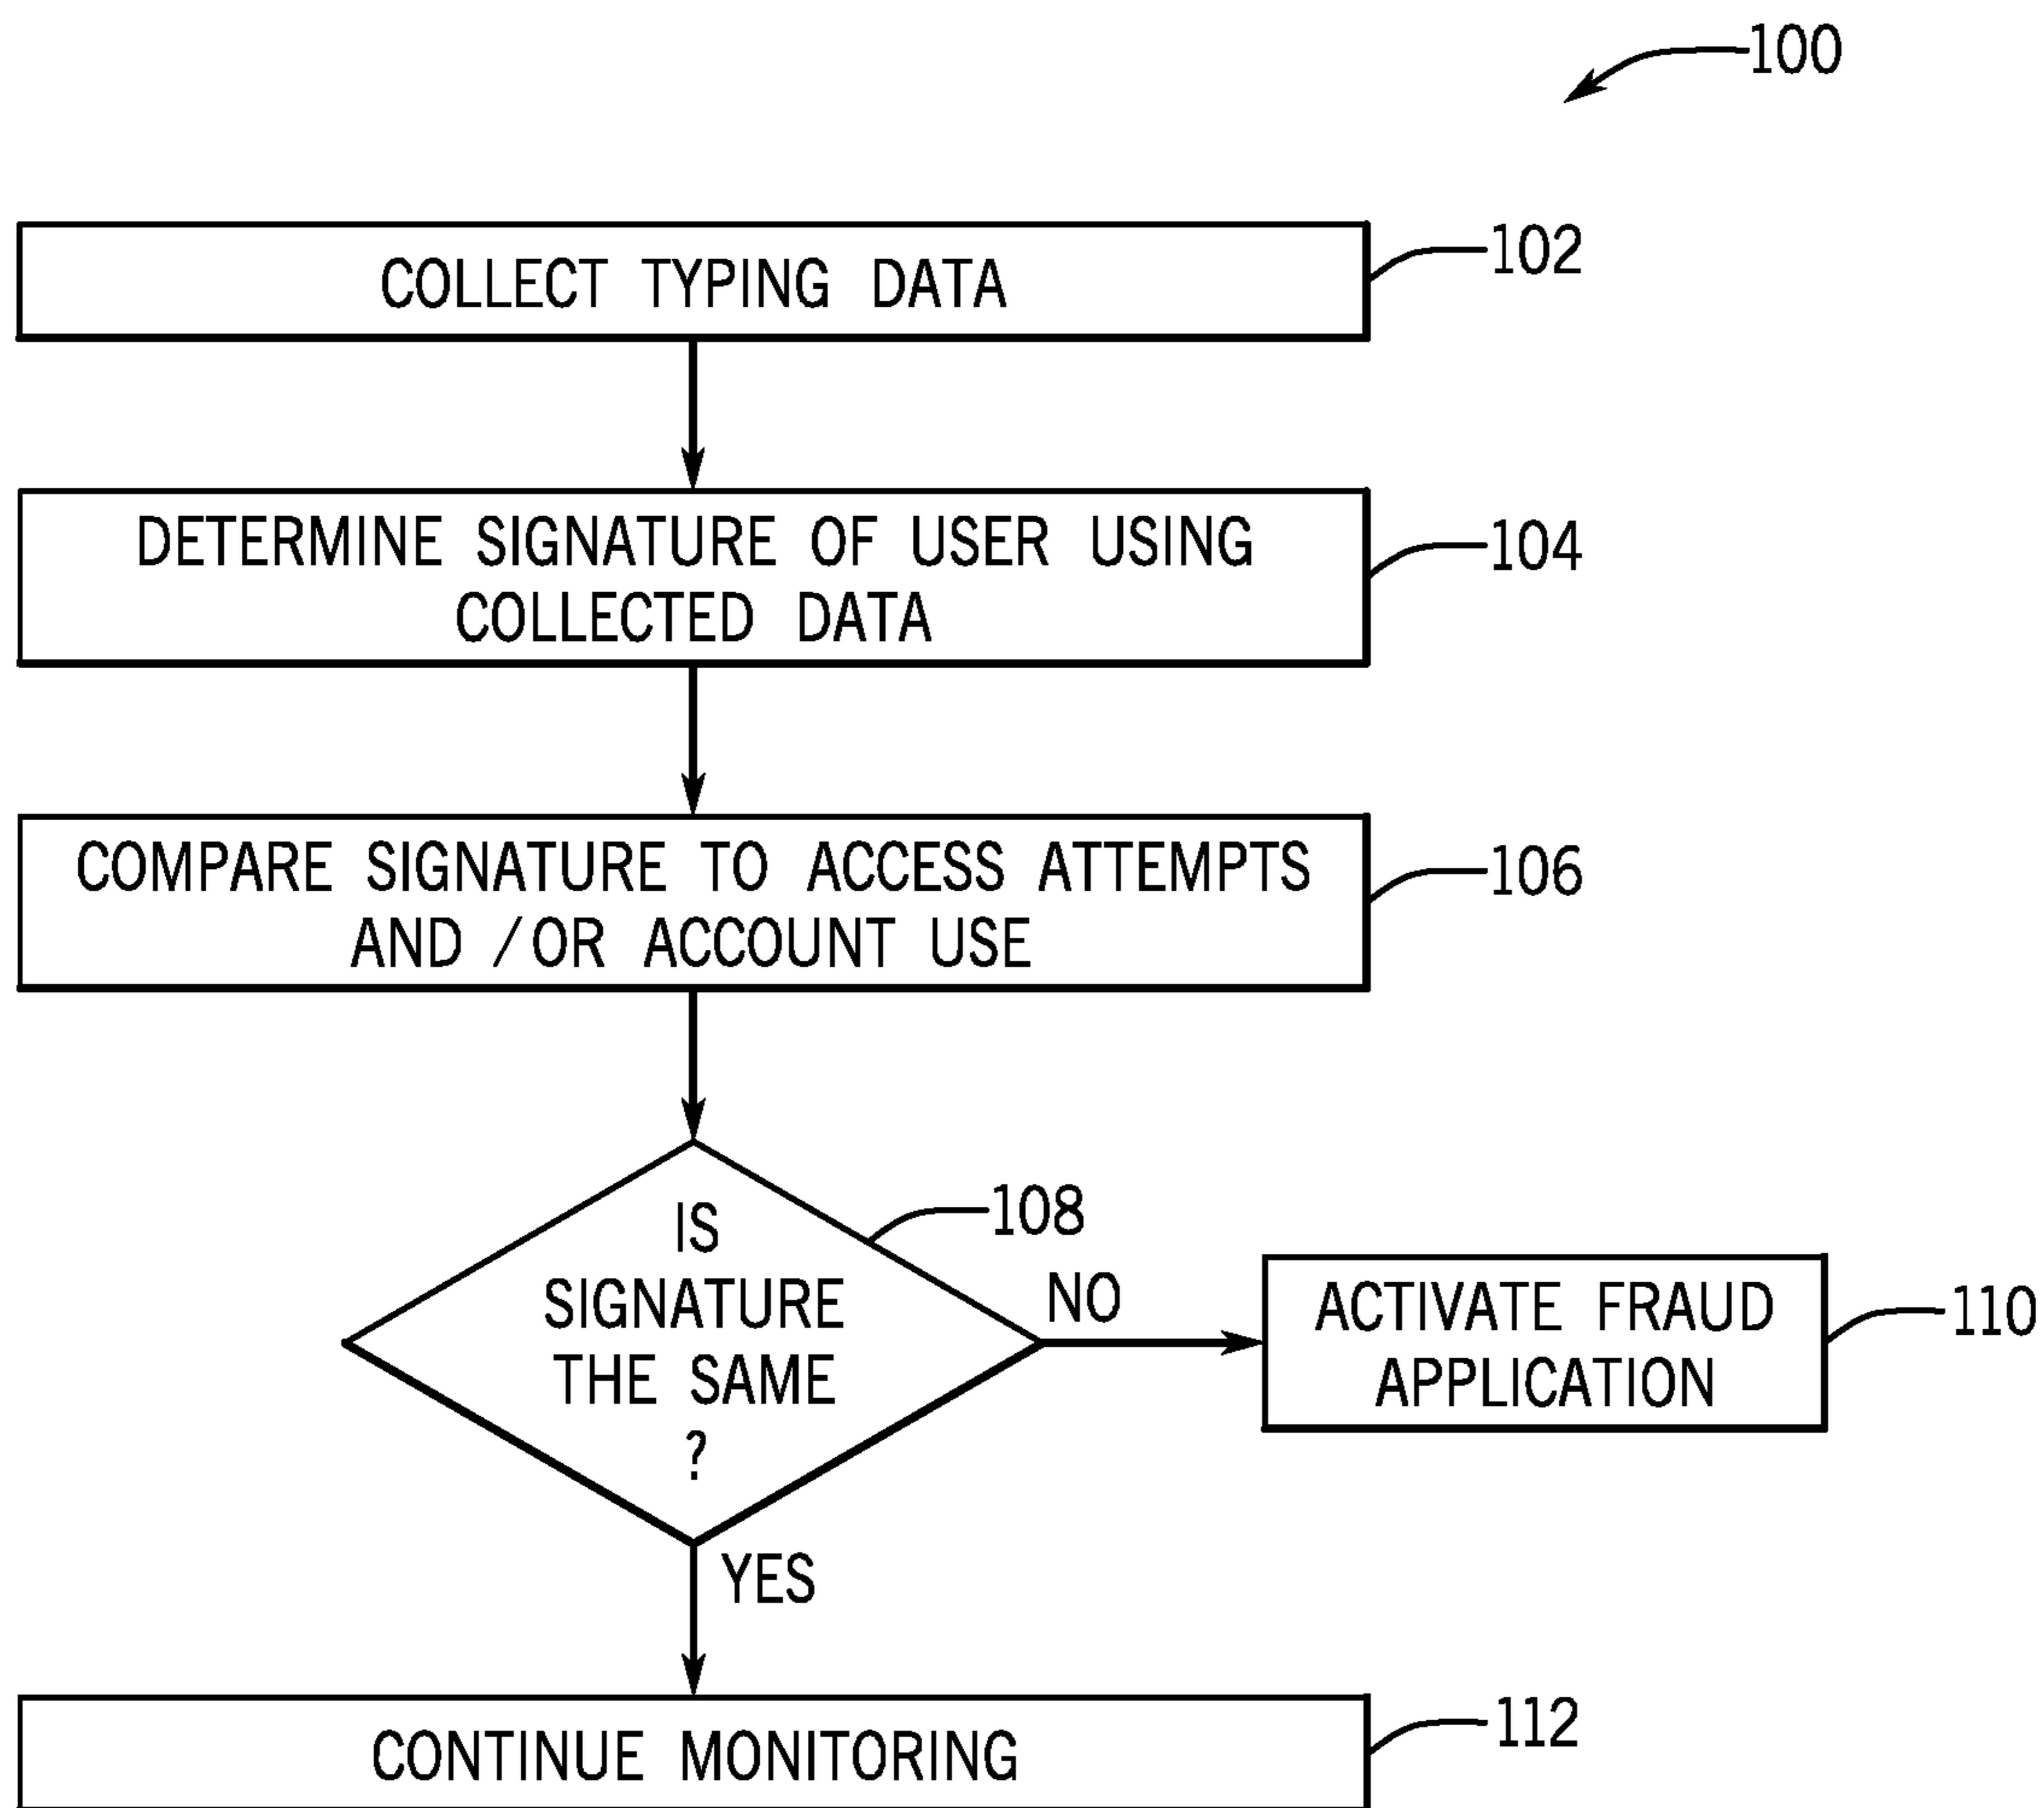 100
COLLECT TYPING DATA
102
DETERMINE SIGNATURE OF USER USING
COLLECTED DATA
104
COMPARE SIGNATURE TO ACCESS ATTEMPTS
AND /OR ACCOUNT USE
106
IS
SIGNATURE
THE SAME
?
108
NO
ACTIVATE FRAUD
APPLICATION
110
YES
CONTINUE MONITORING
112